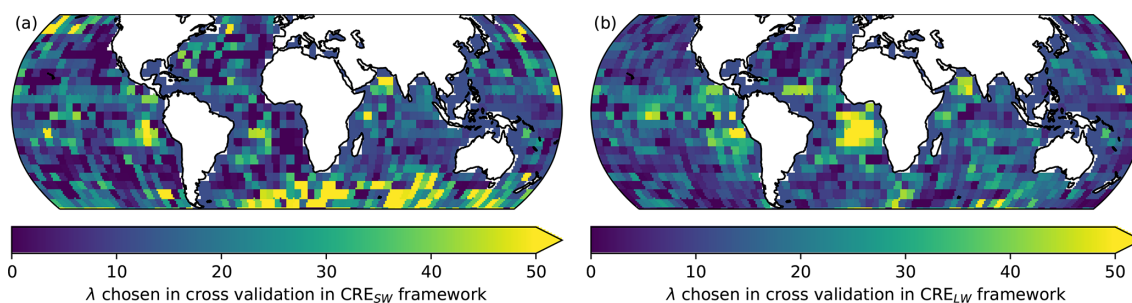 (a)
(b)
0 10 20 30 40 50
0 10 20 30 40 50
λ chosen in cross validation in CRE_SW framework
λ chosen in cross validation in CRE_LW framework